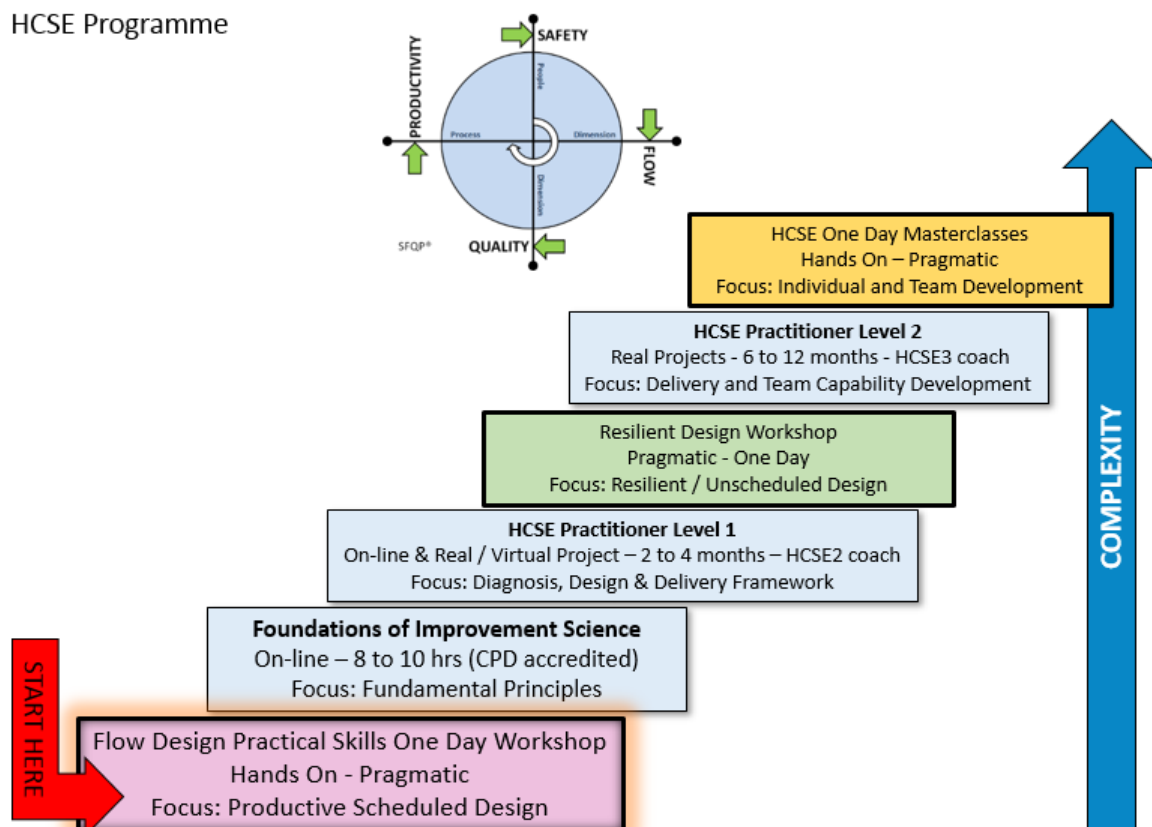 HCSE Programme
SAFETY
PRODUCTIVITY
People
Process
Dimension
FLOW
Dimension
SFQP®
QUALITY
HCSE One Day Masterclasses
Hands On – Pragmatic
Focus: Individual and Team Development
HCSE Practitioner Level 2
Real Projects - 6 to 12 months - HCSE3 coach
Focus: Delivery and Team Capability Development
Resilient Design Workshop
Pragmatic - One Day
Focus: Resilient / Unscheduled Design
HCSE Practitioner Level 1
On-line & Real / Virtual Project – 2 to 4 months – HCSE2 coach
Focus: Diagnosis, Design & Delivery Framework
Foundations of Improvement Science
On-line – 8 to 10 hrs (CPD accredited)
Focus: Fundamental Principles
Flow Design Practical Skills One Day Workshop
Hands On - Pragmatic
Focus: Productive Scheduled Design
START HERE
COMPLEXITY